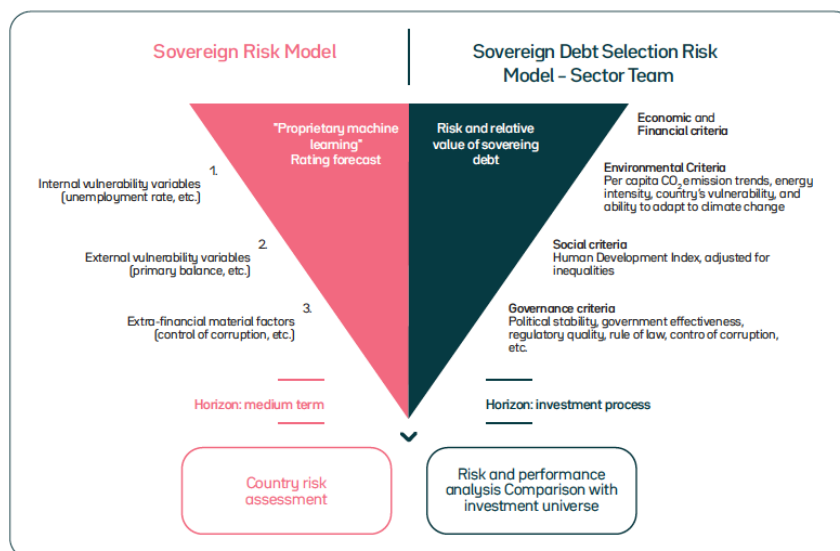 Sovereign Risk Model
"Proprietary machine
learning"
Rating forecast
1.
Internal vulnerability variables
(unemployment rate, etc.)
2.
External vulnerability variables
(primary balance, etc.)
3.
Extra-financial material factors
(control of corruption, etc.)
Horizon: medium term
Country risk
assessment
Sovereign Debt Selection Risk
Model – Sector Team
Risk and relative
value of sovereing
debt
Economic and
Financial criteria
Environmental Criteria
Per capita CO₂ emission trends, energy
intensity, country's vulnerability, and
ability to adapt to climate change
Social criteria
Human Development Index, adjusted for
inequalities
Governance criteria
Political stability, government effectiveness,
regulatory quality, rule of law, contro of corruption,
etc.
Horizon: investment process
Risk and performance
analysis Comparison with
investment universe